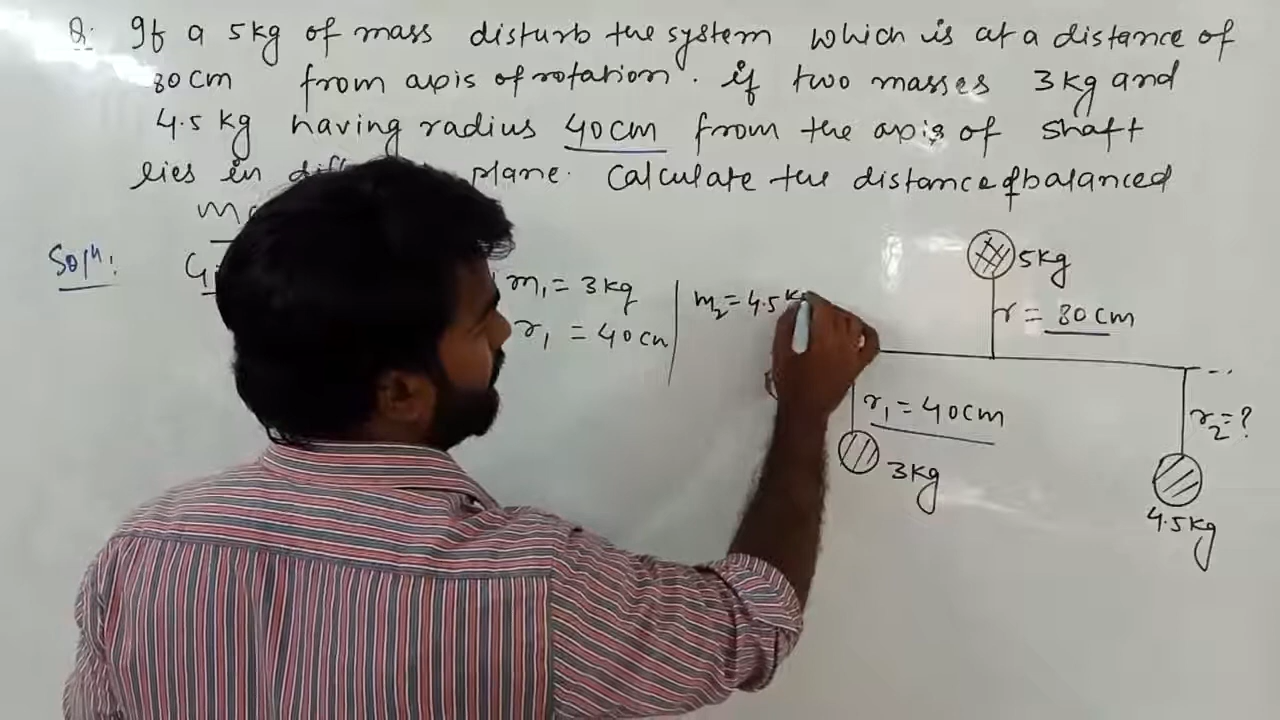 Q: If a 5kg of mass disturb the system which is at a distance of
80cm from axis of rotation. if two masses 3kg and
4.5 kg having radius 40cm from the axis of shaft
lies in plane. Calculate the distance of balanced
Soln:
m1 = 3kg
r1 = 40cm
m2 = 4.5
5kg
r = 80cm
r1 = 40cm
3kg
r2 = ?
4.5kg